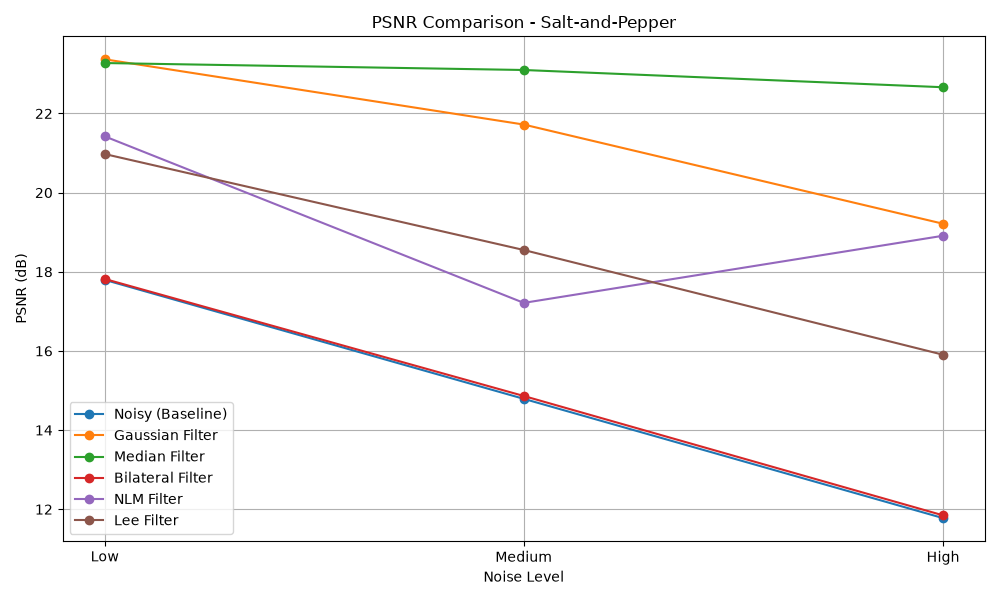 PSNR Comparison - Salt-and-Pepper
PSNR (dB)
22
20
18
16
14
12
Noisy (Baseline)
Gaussian Filter
Median Filter
Bilateral Filter
NLM Filter
Lee Filter
Low
Medium
High
Noise Level